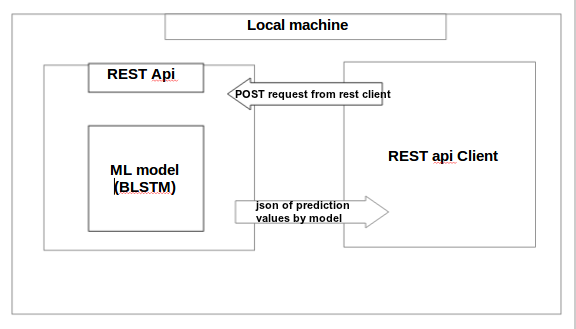 Local machine
REST Api
POST request from rest client
ML model
(BLSTM)
REST api Client
json of prediction
values by model